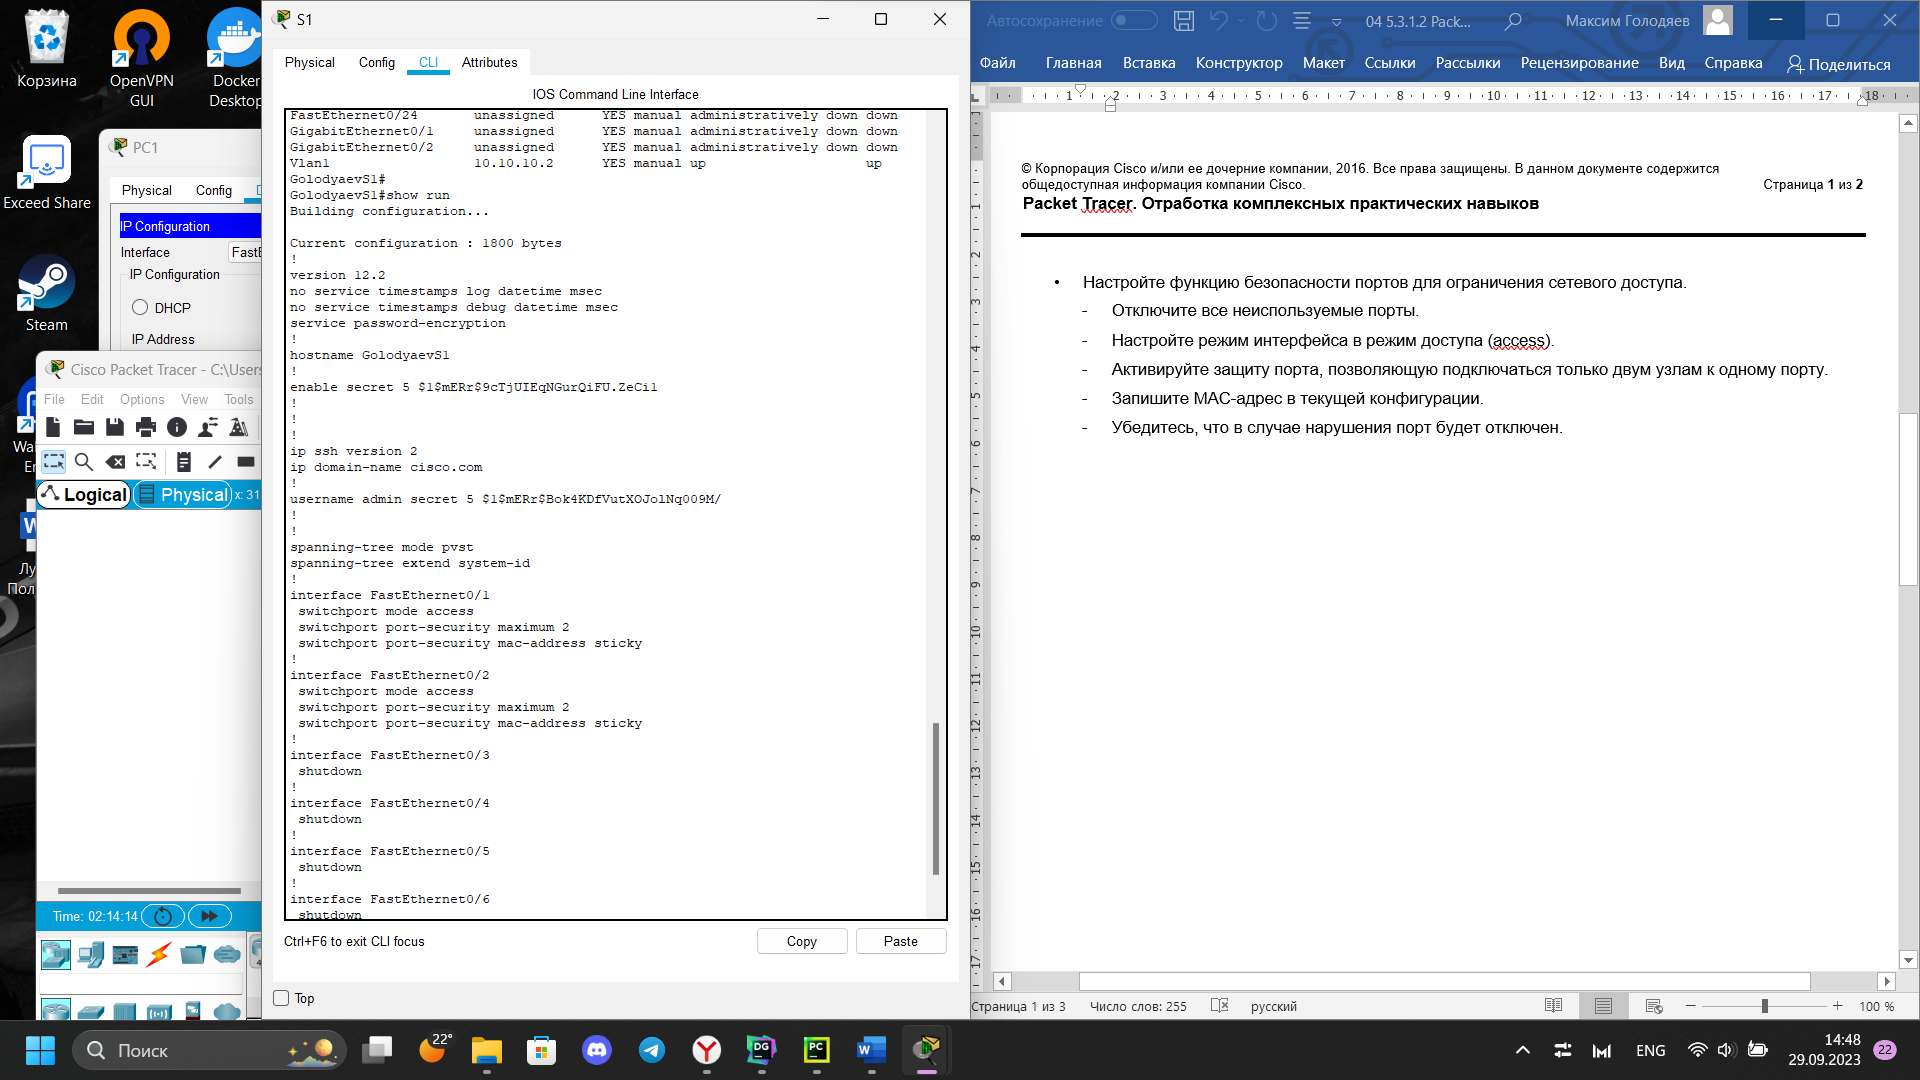 Корзина
OpenVPN
GUI
Docker
Desktop
Exceed Share
Steam
PC1
Physical
Config
IP Configuration
Interface
FastE
IP Configuration
DHCP
IP Address
Cisco Packet Tracer - C:\Users
File Edit Options View Tools
Logical
Physical
x: 31
Time: 02:14:14
S1
Physical
Config
CLI
Attributes
IOS Command Line Interface
FastEthernet0/24 unassigned YES manual administratively down down
GigabitEthernet0/1 unassigned YES manual administratively down down
GigabitEthernet0/2 unassigned YES manual administratively down down
Vlan1 10.10.10.2 YES manual up up
GolodyaevS1#
GolodyaevS1#show run
Building configuration...
Current configuration : 1800 bytes
!
version 12.2
no service timestamps log datetime msec
no service timestamps debug datetime msec
service password-encryption
!
hostname GolodyaevS1
!
enable secret 5 $1$mERr$9cTjUIEqNGurQiFU.ZeCi1
!
!
!
ip ssh version 2
ip domain-name cisco.com
!
username admin secret 5 $1$mERr$Bok4KDfVutXOJolNq009M/
!
!
spanning-tree mode pvst
spanning-tree extend system-id
!
interface FastEthernet0/1
switchport mode access
switchport port-security maximum 2
switchport port-security mac-address sticky
!
interface FastEthernet0/2
switchport mode access
switchport port-security maximum 2
switchport port-security mac-address sticky
!
interface FastEthernet0/3
shutdown
!
interface FastEthernet0/4
shutdown
!
interface FastEthernet0/5
shutdown
!
interface FastEthernet0/6
shutdown
Ctrl+F6 to exit CLI focus
Copy
Paste
Top
Автосохранение
04 5.3.1.2 Pack...
Максим Голодяев
Файл Главная Вставка Конструктор Макет Ссылки Рассылки Рецензирование Вид Справка Поделиться
© Корпорация Cisco и/или ее дочерние компании, 2016. Все права защищены. В данном документе содержится
общедоступная информация компании Cisco. Страница 1 из 2
Packet Tracer. Отработка комплексных практических навыков
• Настройте функцию безопасности портов для ограничения сетевого доступа.
- Отключите все неиспользуемые порты.
- Настройте режим интерфейса в режим доступа (access).
- Активируйте защиту порта, позволяющую подключаться только двум узлам к одному порту.
- Запишите MAC-адрес в текущей конфигурации.
- Убедитесь, что в случае нарушения порт будет отключен.
Страница 1 из 3 Число слов: 255 русский
100 %
Поиск
22°
ENG
14:48
29.09.2023
22